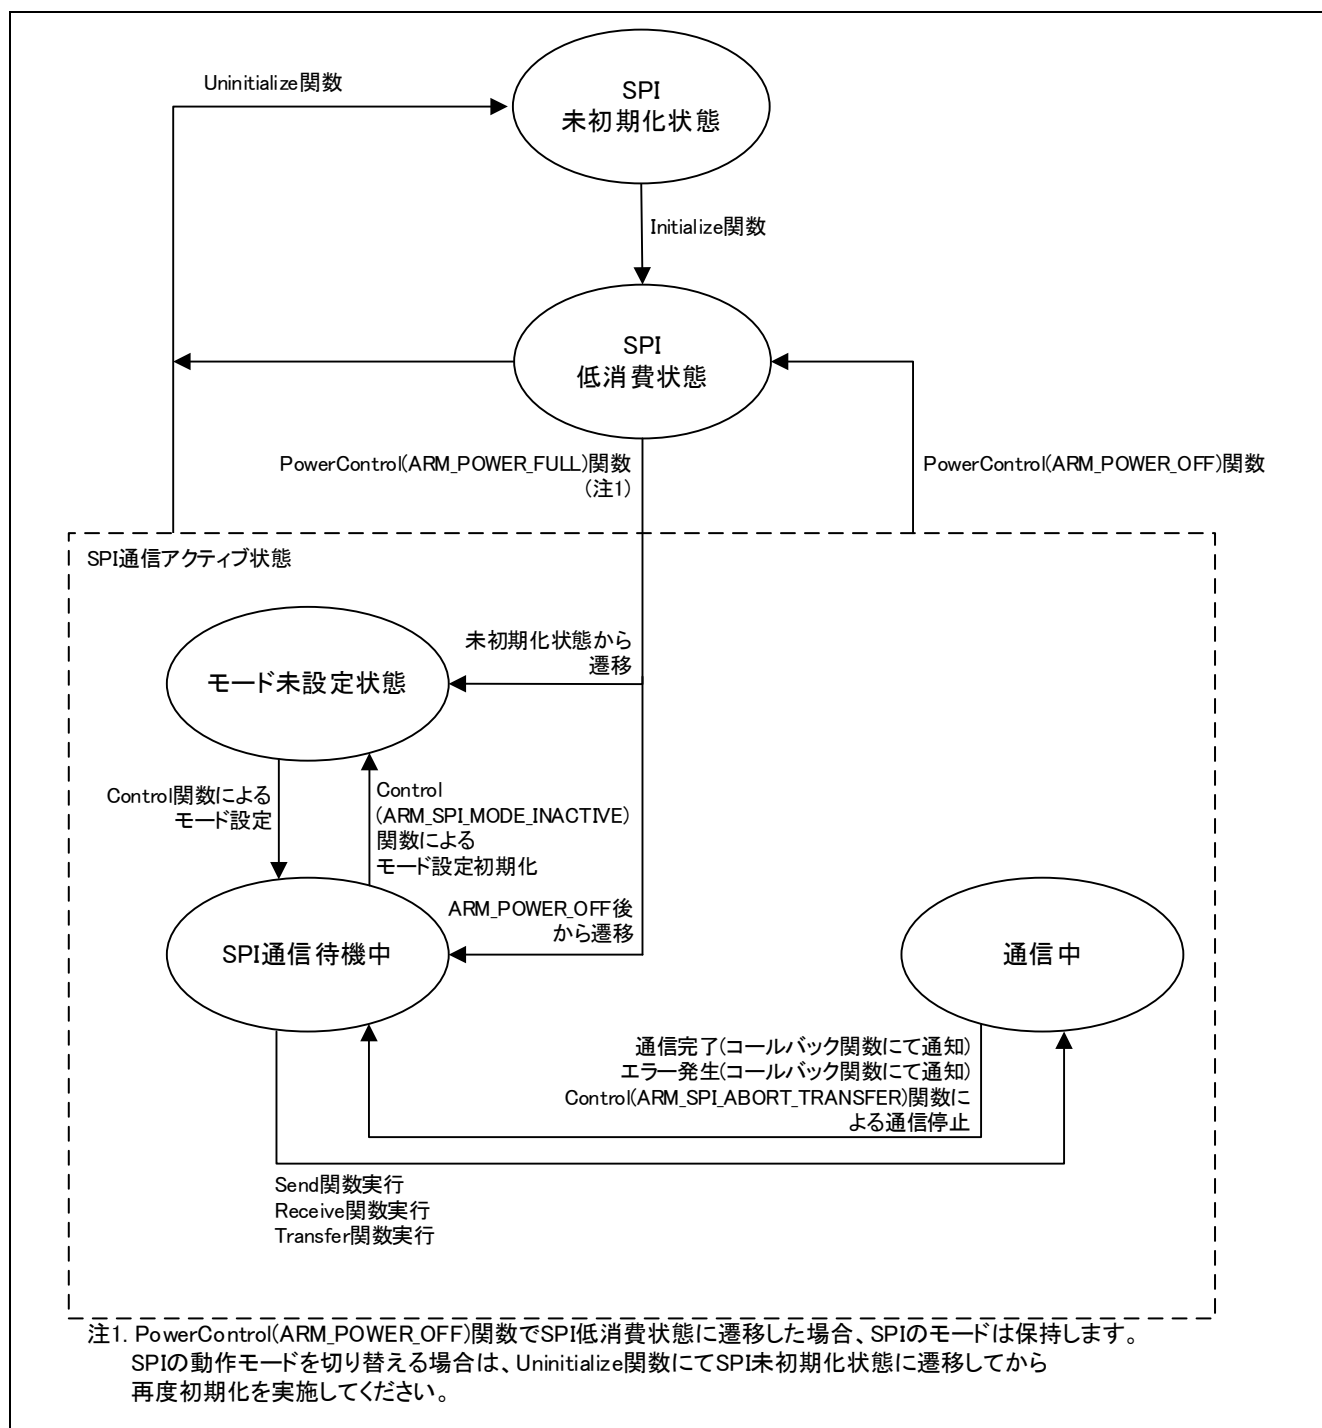 Uninitialize関数
SPI
未初期化状態
Initialize関数
SPI
低消費状態
PowerControl(ARM_POWER_FULL)関数
(注1)
PowerControl(ARM_POWER_OFF)関数
SPI通信アクティブ状態
未初期化状態から
遷移
モード未設定状態
Control関数による
モード設定
Control
(ARM_SPI_MODE_INACTIVE)
関数による
モード設定初期化
ARM_POWER_OFF後
から遷移
SPI通信待機中
通信中
通信完了(コールバック関数にて通知)
エラー発生(コールバック関数にて通知)
Control(ARM_SPI_ABORT_TRANSFER)関数に
よる通信停止
Send関数実行
Receive関数実行
Transfer関数実行
注1. PowerControl(ARM_POWER_OFF)関数でSPI低消費状態に遷移した場合、SPIのモードは保持します。
SPIの動作モードを切り替える場合は、Uninitialize関数にてSPI未初期化状態に遷移してから
再度初期化を実施してください。